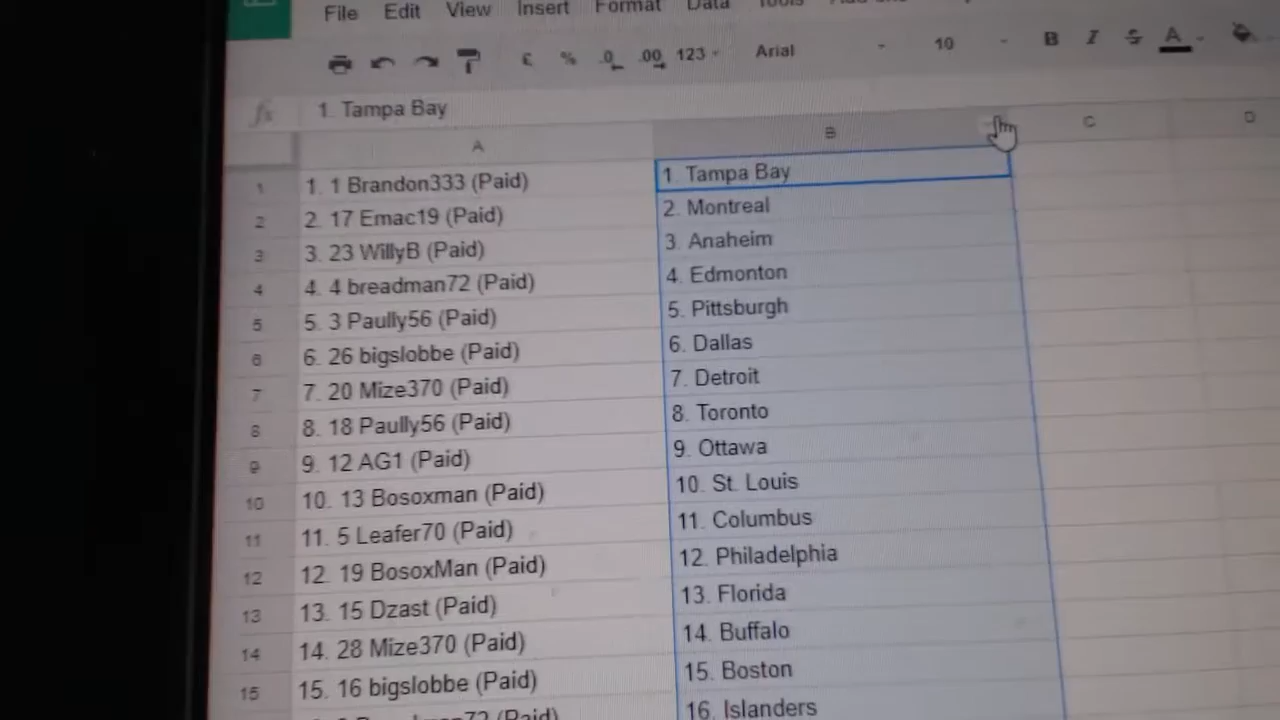 File Edit View Insert Format Data Tools
£ % .0 .00 123 Arial 10 B I S A
fx 1. Tampa Bay
A B C D
1 1. 1 Brandon333 (Paid) 1. Tampa Bay
2 2. 17 Emac19 (Paid) 2. Montreal
3 3. 23 WillyB (Paid) 3. Anaheim
4 4. 4 breadman72 (Paid) 4. Edmonton
5 5. 3 Paully56 (Paid) 5. Pittsburgh
6 6. 26 bigslobbe (Paid) 6. Dallas
7 7. 20 Mize370 (Paid) 7. Detroit
8 8. 18 Paully56 (Paid) 8. Toronto
9 9. 12 AG1 (Paid) 9. Ottawa
10 10. 13 Bosoxman (Paid) 10. St. Louis
11 11. 5 Leafer70 (Paid) 11. Columbus
12 12. 19 BosoxMan (Paid) 12. Philadelphia
13 13. 15 Dzast (Paid) 13. Florida
14 14. 28 Mize370 (Paid) 14. Buffalo
15 15. 16 bigslobbe (Paid) 15. Boston
(Paid) 16. Islanders